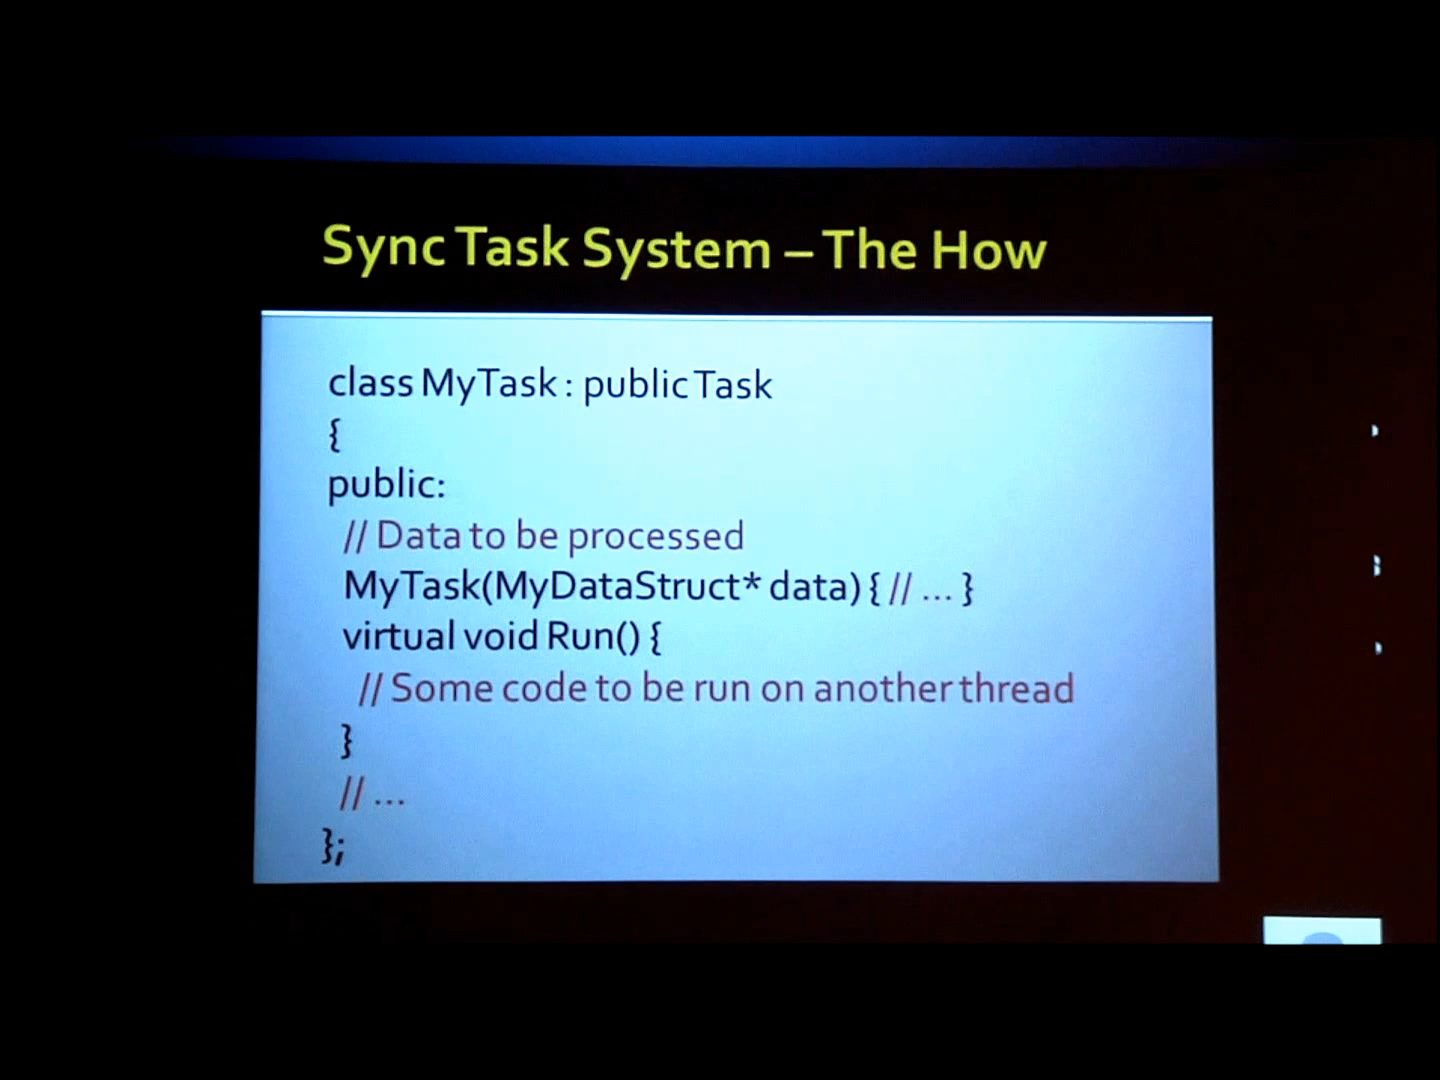 Sync Task System – The How
class MyTask : public Task
{
public:
// Data to be processed
MyTask(MyDataStruct* data) { // ... }
virtual void Run() {
// Some code to be run on another thread
}
// ...
};